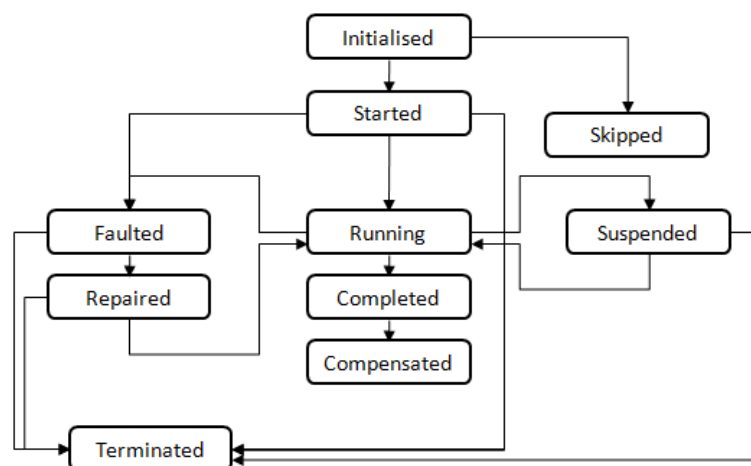 Initialised
Started
Skipped
Faulted
Running
Suspended
Repaired
Completed
Compensated
Terminated